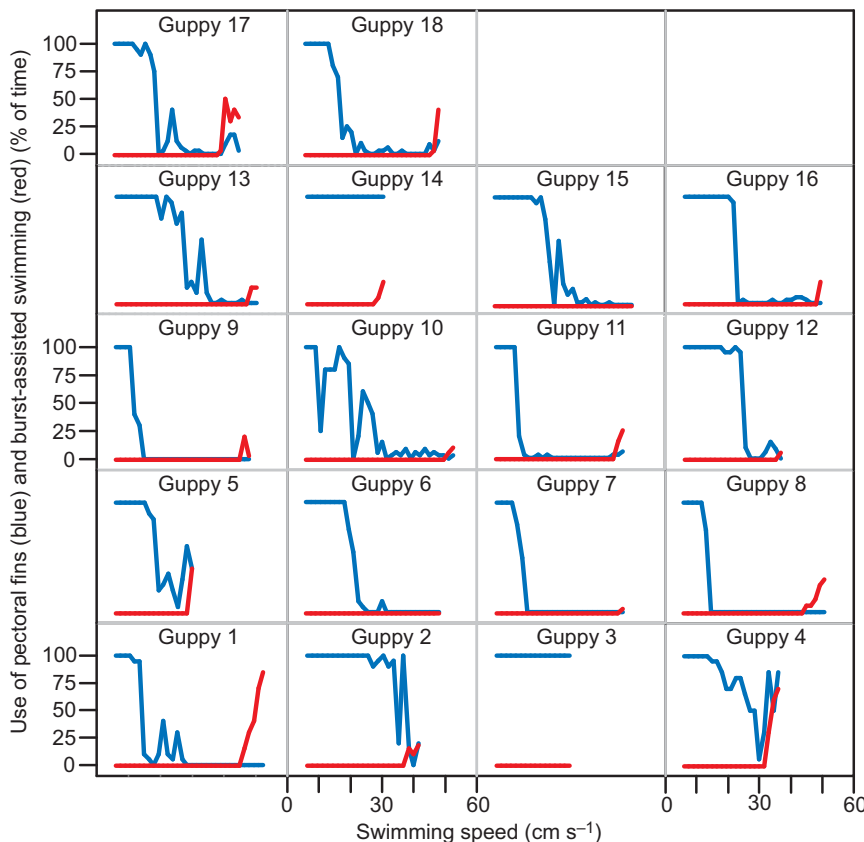 Use of pectoral fins (blue) and burst-assisted swimming (red) (% of time)
Guppy 17 Guppy 18
100
75
50
25
0
Guppy 13 Guppy 14 Guppy 15 Guppy 16
Guppy 9 Guppy 10 Guppy 11 Guppy 12
100
75
50
25
0
Guppy 5 Guppy 6 Guppy 7 Guppy 8
Guppy 1 Guppy 2 Guppy 3 Guppy 4
100
75
50
25
0
0 30 60 0 30 60
Swimming speed (cm s–1)